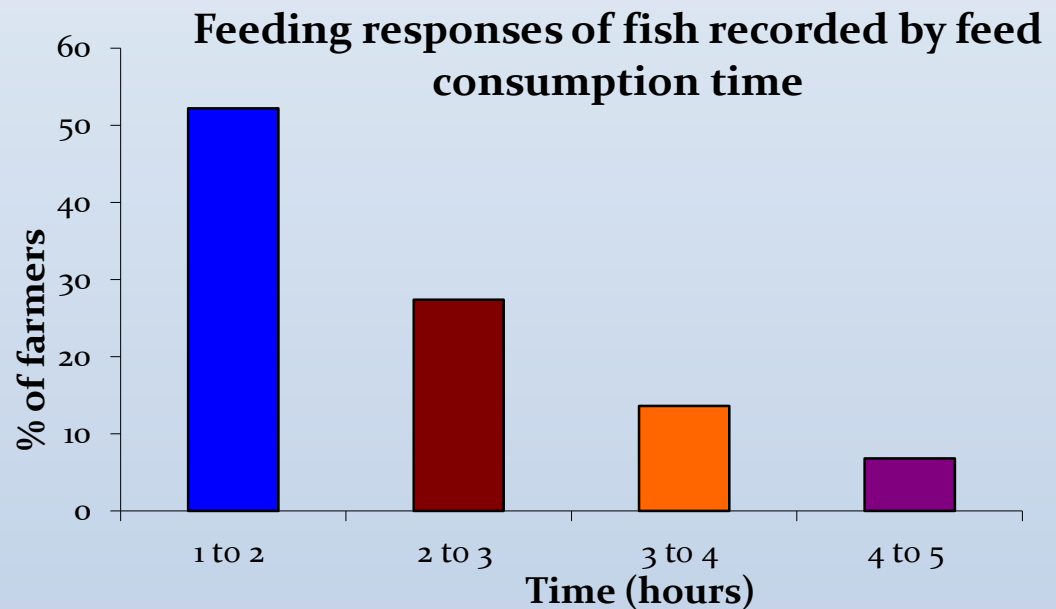 Feeding responses of fish recorded by feed
consumption time
60
50
40
30
20
10
0
% of farmers
1 to 2
2 to 3
3 to 4
4 to 5
Time (hours)